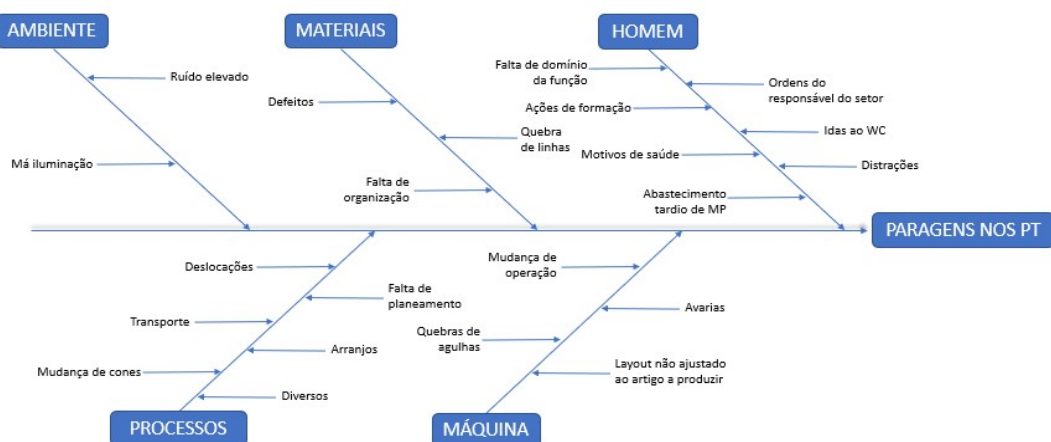 AMBIENTE
MATERIAIS
HOMEM
Ruído elevado
Má iluminação
Defeitos
Quebra
de linhas
Falta de
organização
Falta de domínio
da função
Ordens do
responsável do setor
Ações de formação
Idas ao WC
Motivos de saúde
Distrações
Abastecimento
tardio de MP
PARAGENS NOS PT
Deslocações
Falta de
planeamento
Transporte
Arranjos
Mudança de cones
Diversos
PROCESSOS
Mudança de
operação
Avarias
Quebras de
agulhas
Layout não ajustado
ao artigo a produzir
MÁQUINA